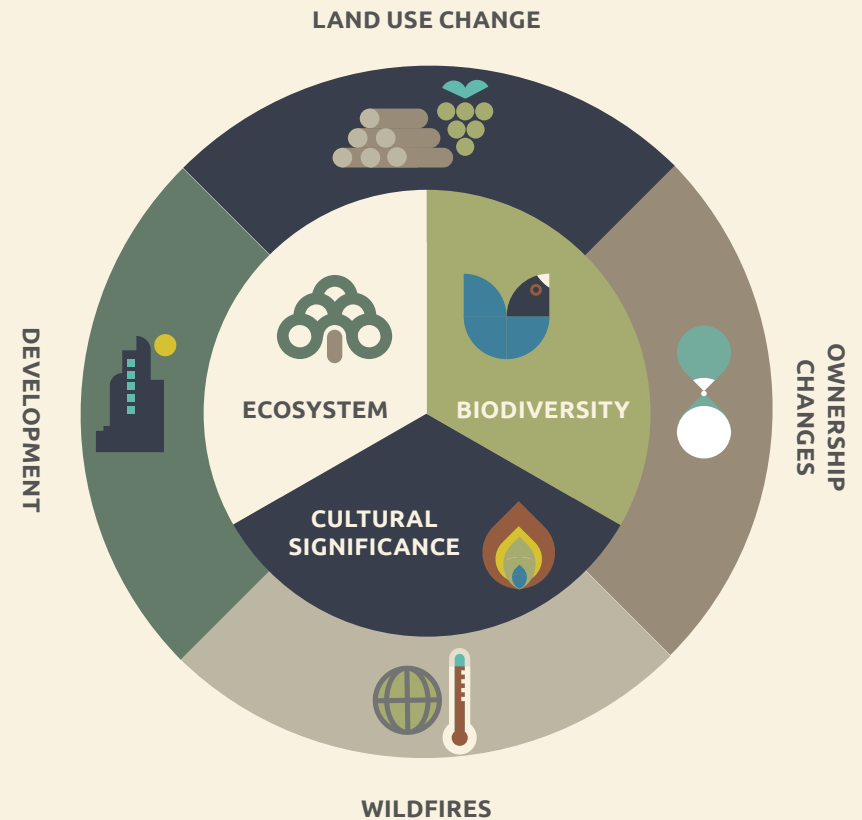 LAND USE CHANGE
DEVELOPMENT
ECOSYSTEM
BIODIVERSITY
OWNERSHIP
CHANGES
CULTURAL
SIGNIFICANCE
WILDFIRES